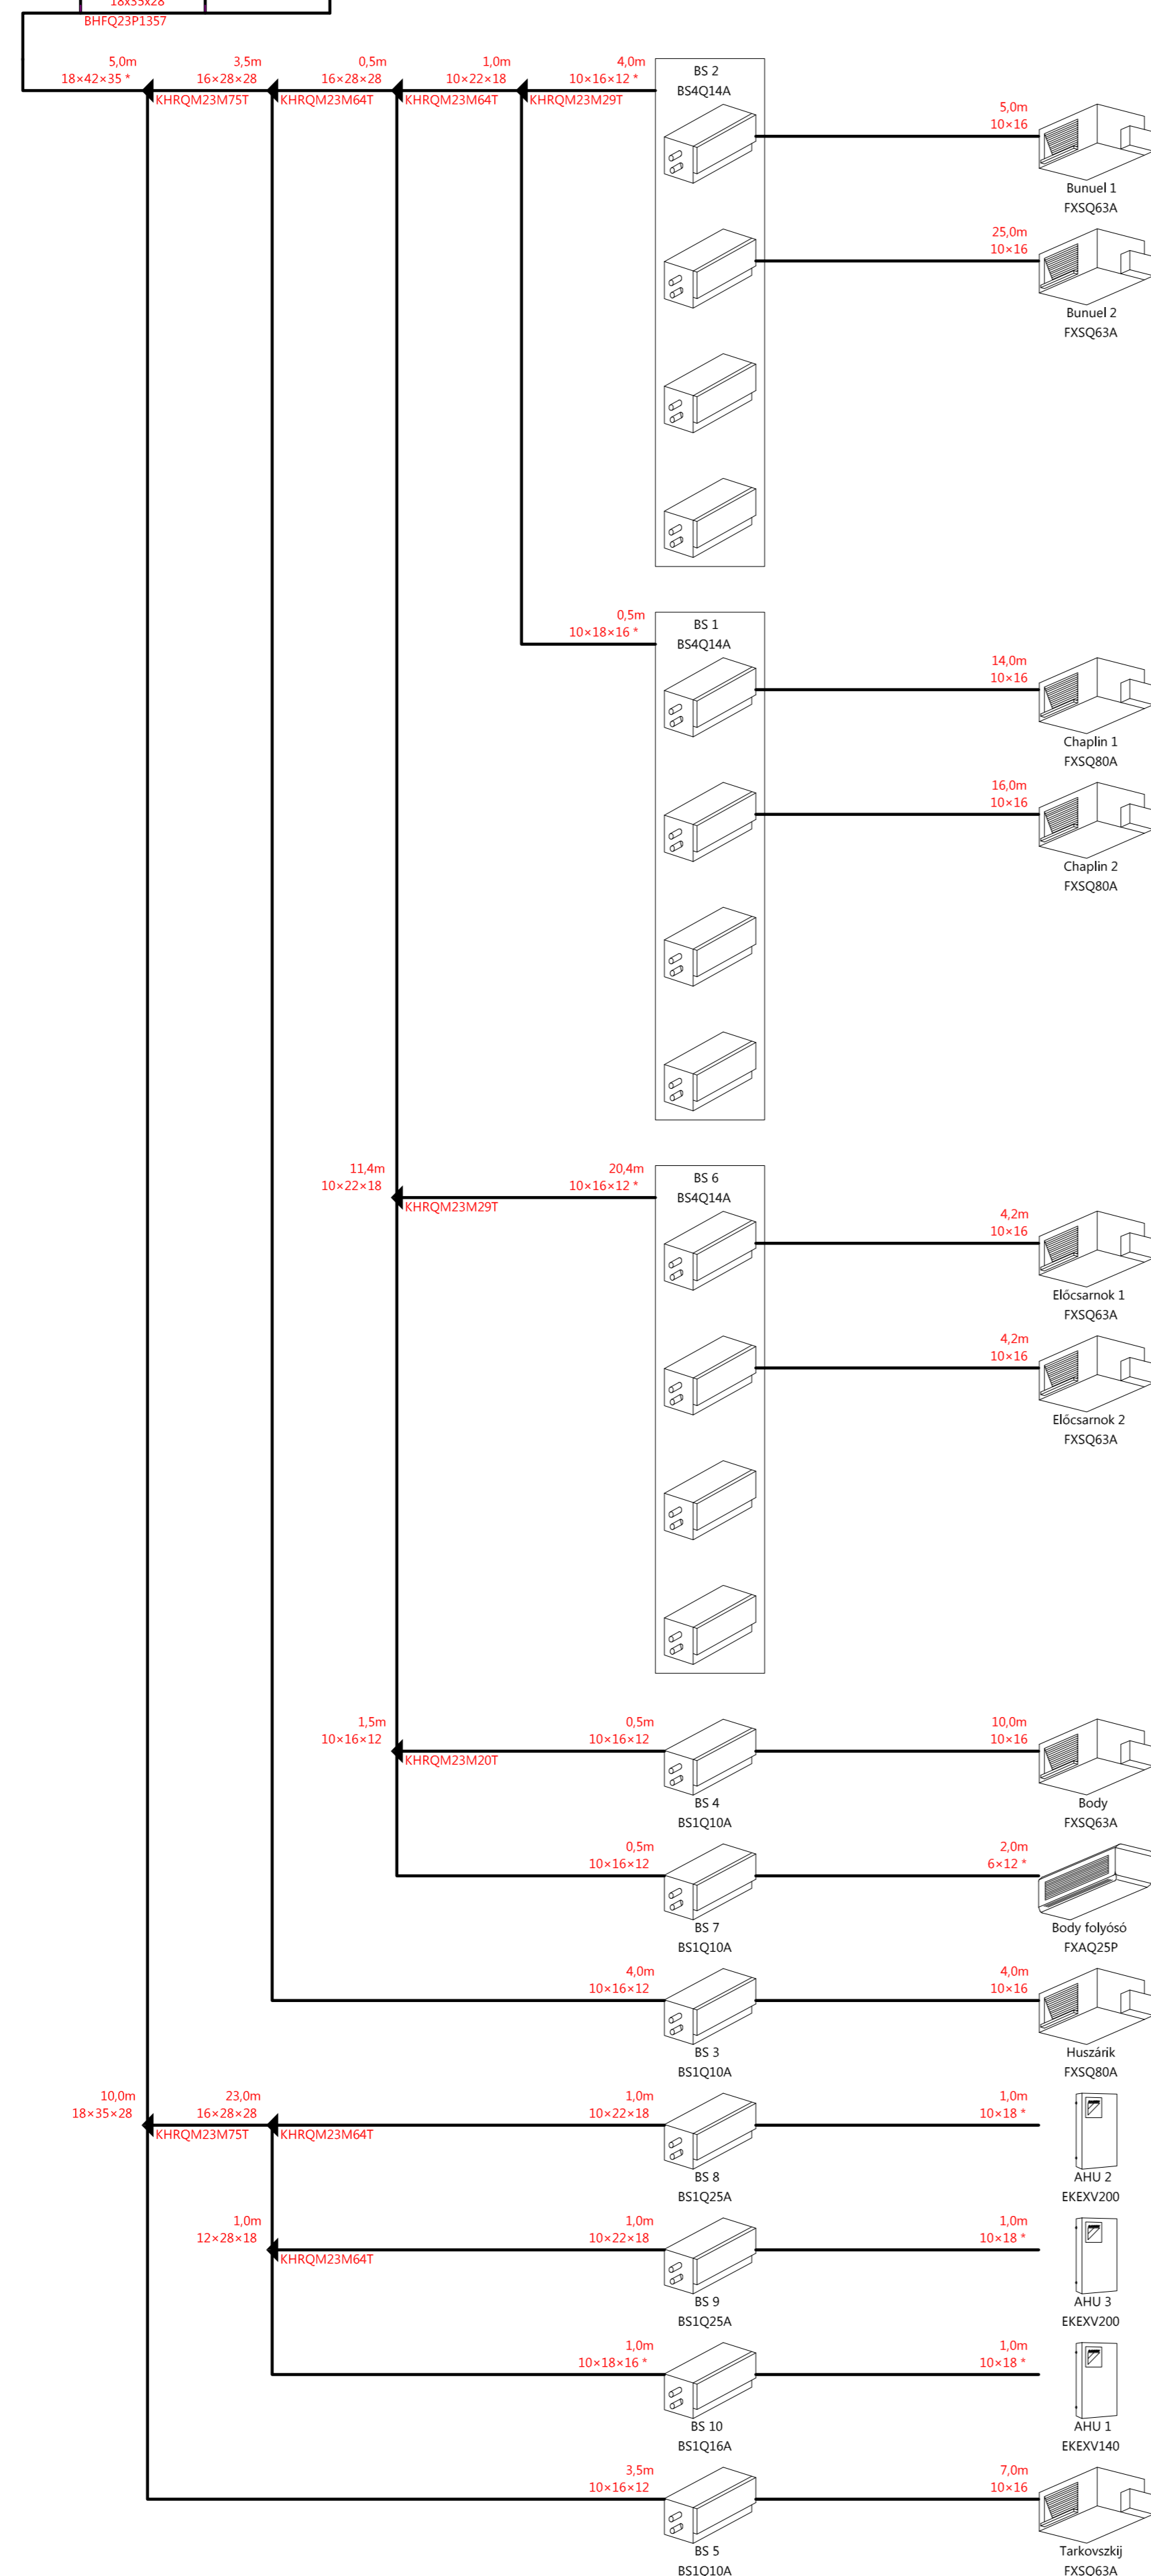 18x35x28
BHFQ23P1357
5,0m
18×42×35 *
KHRQM23M75T
3,5m
16×28×28
KHRQM23M64T
0,5m
16×28×28
KHRQM23M64T
1,0m
10×22×18
KHRQM23M29T
4,0m
10×16×12 *
BS 2
BS4Q14A
5,0m
10×16
Bunuel 1
FXSQ63A
25,0m
10×16
Bunuel 2
FXSQ63A
0,5m
10×18×16 *
BS 1
BS4Q14A
14,0m
10×16
Chaplin 1
FXSQ80A
16,0m
10×16
Chaplin 2
FXSQ80A
11,4m
10×22×18
KHRQM23M29T
20,4m
10×16×12 *
BS 6
BS4Q14A
4,2m
10×16
Előcsarnok 1
FXSQ63A
4,2m
10×16
Előcsarnok 2
FXSQ63A
1,5m
10×16×12
KHRQM23M20T
0,5m
10×16×12
BS 4
BS1Q10A
10,0m
10×16
Body
FXSQ63A
0,5m
10×16×12
BS 7
BS1Q10A
2,0m
6×12 *
Body folyósó
FXAQ25P
4,0m
10×16×12
BS 3
BS1Q10A
4,0m
10×16
Huszárik
FXSQ80A
10,0m
18×35×28
KHRQM23M75T
23,0m
16×28×28
KHRQM23M64T
1,0m
10×22×18
BS 8
BS1Q25A
1,0m
10×18 *
AHU 2
EKEXV200
1,0m
12×28×18
KHRQM23M64T
1,0m
10×22×18
BS 9
BS1Q25A
1,0m
10×18 *
AHU 3
EKEXV200
1,0m
10×18×16 *
BS 10
BS1Q16A
1,0m
10×18 *
AHU 1
EKEXV140
3,5m
10×16×12
BS 5
BS1Q10A
7,0m
10×16
Tarkovszkij
FXSQ63A